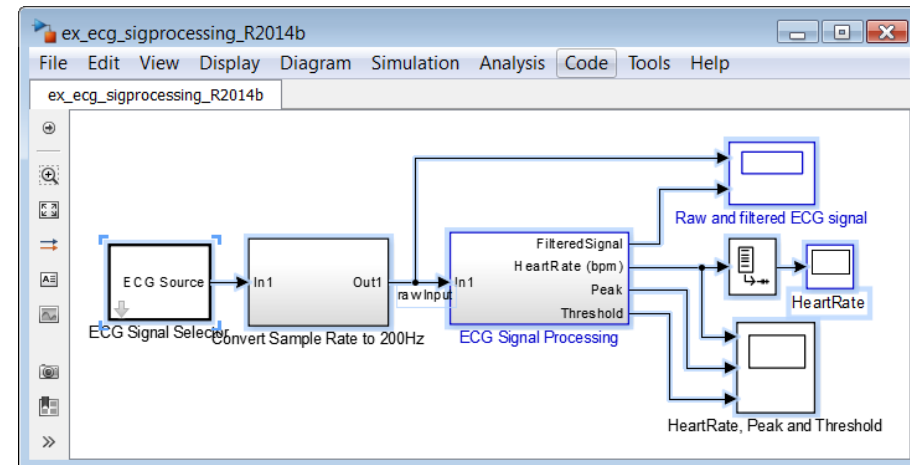 ex_ecg_sigprocessing_R2014b
File Edit View Display Diagram Simulation Analysis Code Tools Help
ex_ecg_sigprocessing_R2014b
ECG Source
ECG Signal Selector
In1
Out1
Convert Sample Rate to 200Hz
rawInput
In1
FilteredSignal
HeartRate (bpm)
Peak
Threshold
ECG Signal Processing
Raw and filtered ECG signal
HeartRate
HeartRate, Peak and Threshold
A